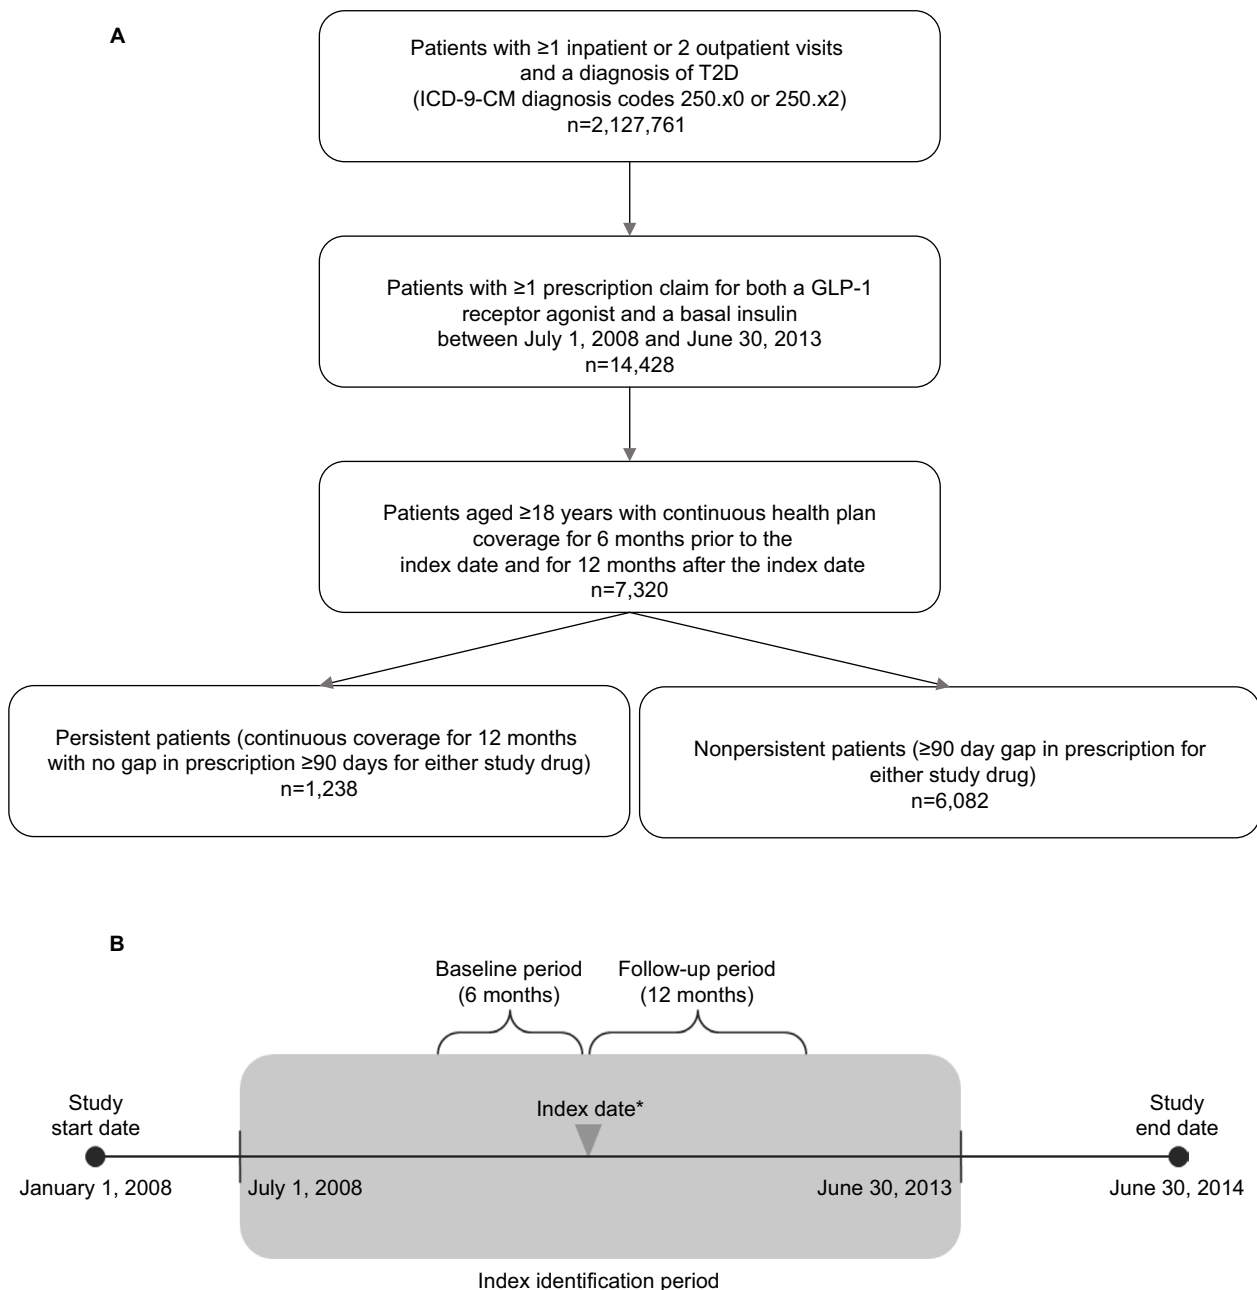 A
Patients with ≥1 inpatient or 2 outpatient visits
and a diagnosis of T2D
(ICD-9-CM diagnosis codes 250.x0 or 250.x2)
n=2,127,761
Patients with ≥1 prescription claim for both a GLP-1
receptor agonist and a basal insulin
between July 1, 2008 and June 30, 2013
n=14,428
Patients aged ≥18 years with continuous health plan
coverage for 6 months prior to the
index date and for 12 months after the index date
n=7,320
Persistent patients (continuous coverage for 12 months
with no gap in prescription ≥90 days for either study drug)
n=1,238
Nonpersistent patients (≥90 day gap in prescription for
either study drug)
n=6,082
B
Baseline period
(6 months)
Follow-up period
(12 months)
Study
start date
Index date*
Study
end date
January 1, 2008
July 1, 2008
June 30, 2013
June 30, 2014
Index identification period